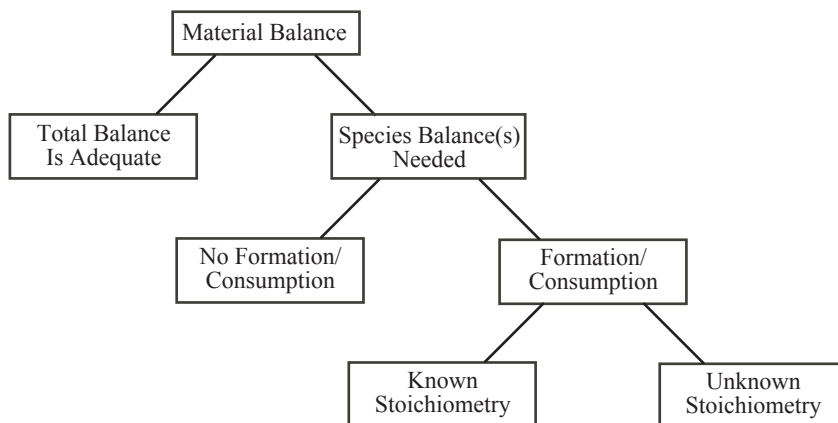 Material Balance
Total Balance
Is Adequate
Species Balance(s)
Needed
No Formation/
Consumption
Formation/
Consumption
Known
Stoichiometry
Unknown
Stoichiometry